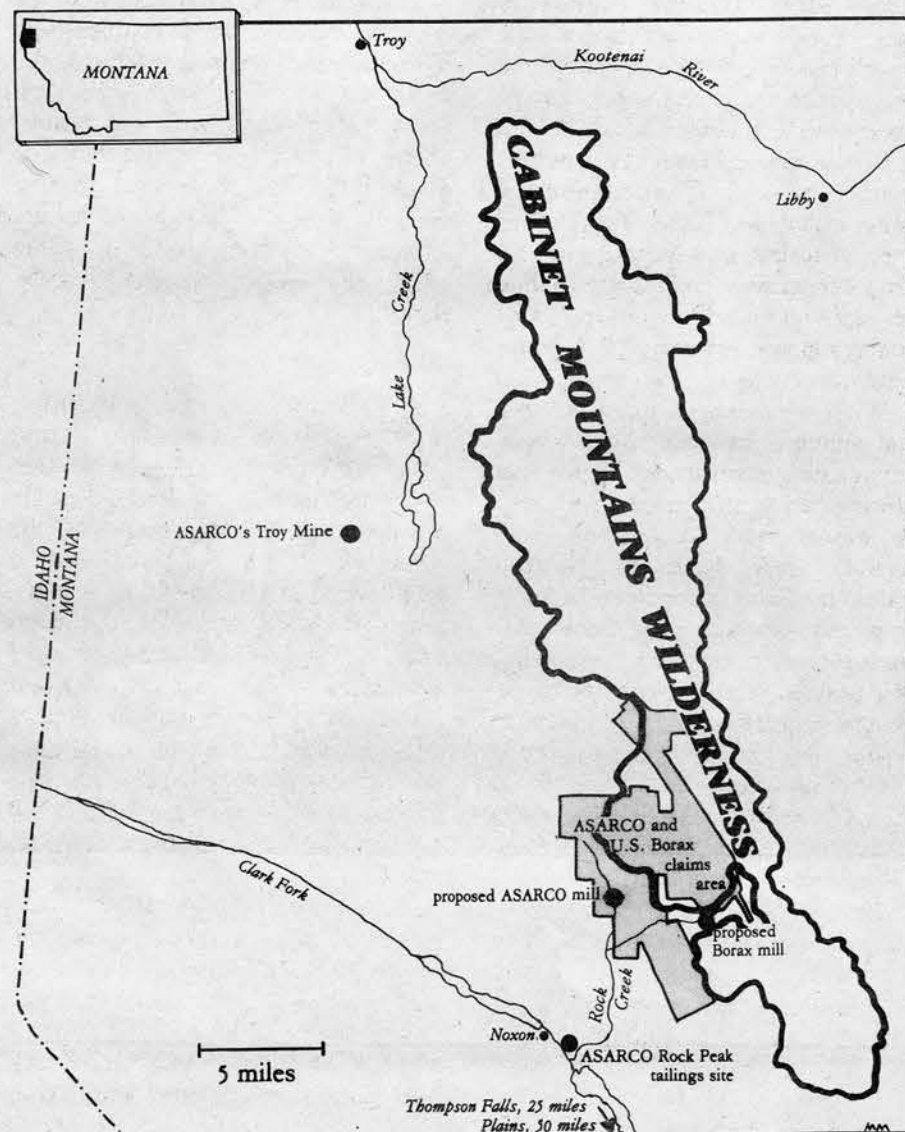 MONTANA
Troy
Kootenai
River
Libby
CABINET MOUNTAINS WILDERNESS
Lake
Creek
ASARCO's Troy Mine
IDAHO
MONTANA
ASARCO and
U.S. Borax
claims
area
proposed ASARCO mill
proposed
Borax mill
Clark Fork
Rock
Creek
Noxon
ASARCO Rock Peak
tailings site
5 miles
Thompson Falls, 25 miles
Plains, 50 miles
MM